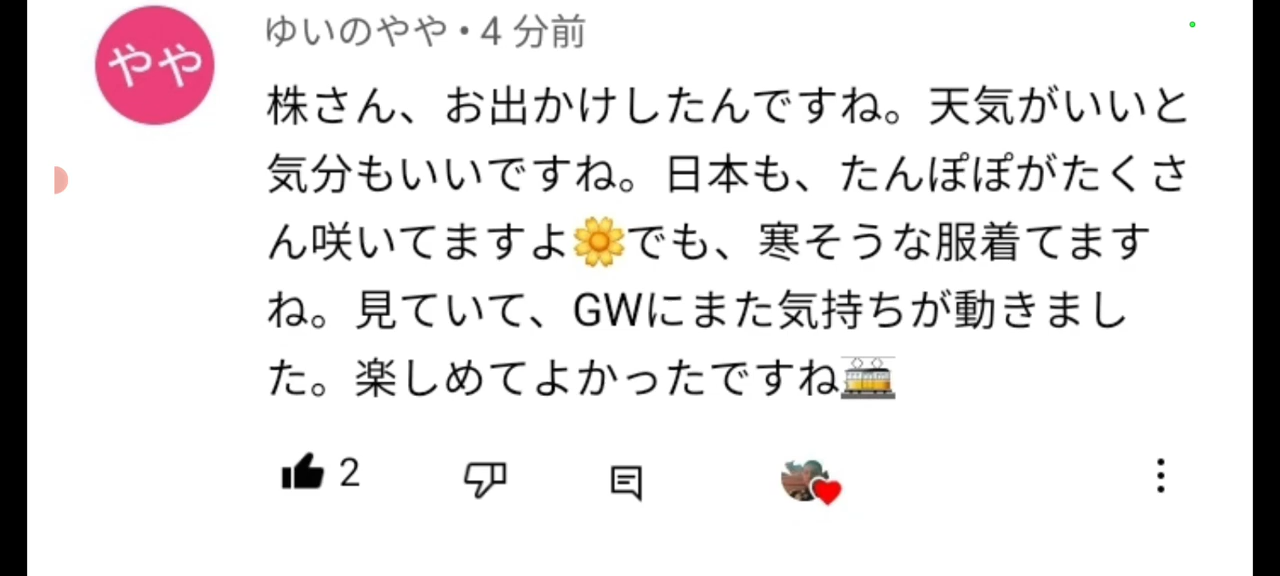 やや
ゆいのやや • 4 分前
株さん、お出かけしたんですね。天気がいいと
気分もいいですね。日本も、たんぽぽがたくさ
ん咲いてますよ🌼でも、寒そうな服着てます
ね。見ていて、GWにまた気持ちが動きまし
た。楽しめてよかったですね🚋
2